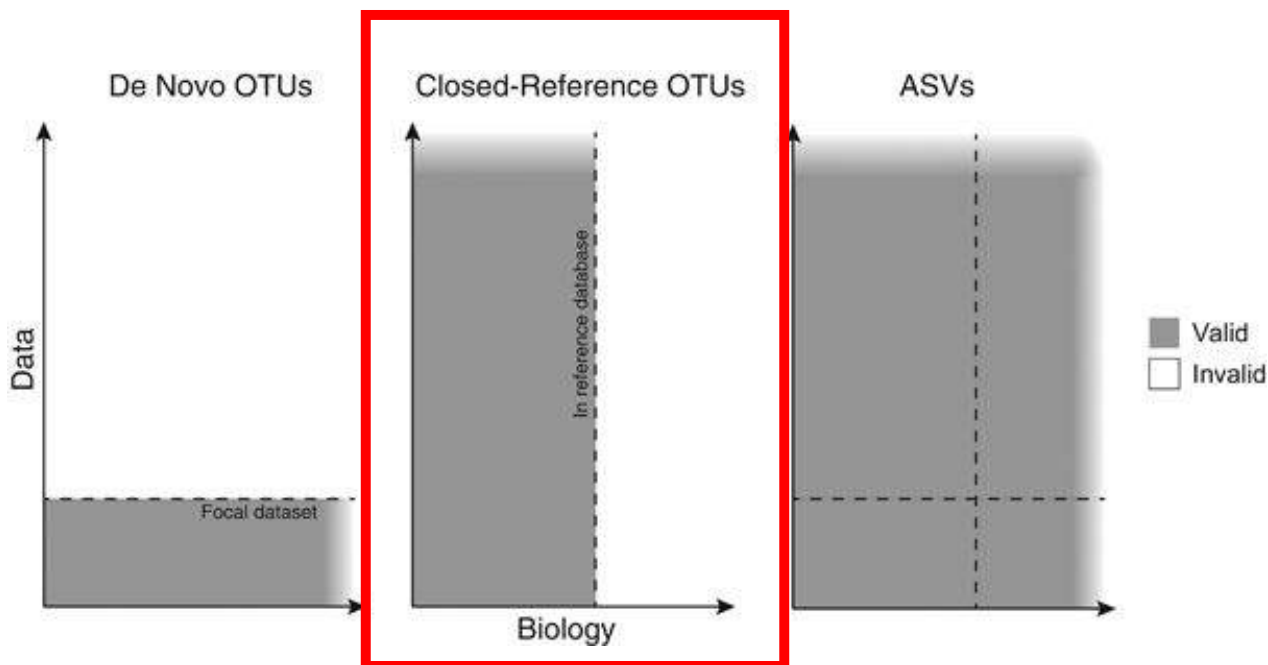 De Novo OTUs
Closed-Reference OTUs
ASVs
Data
Focal dataset
In reference database
Biology
Valid
Invalid